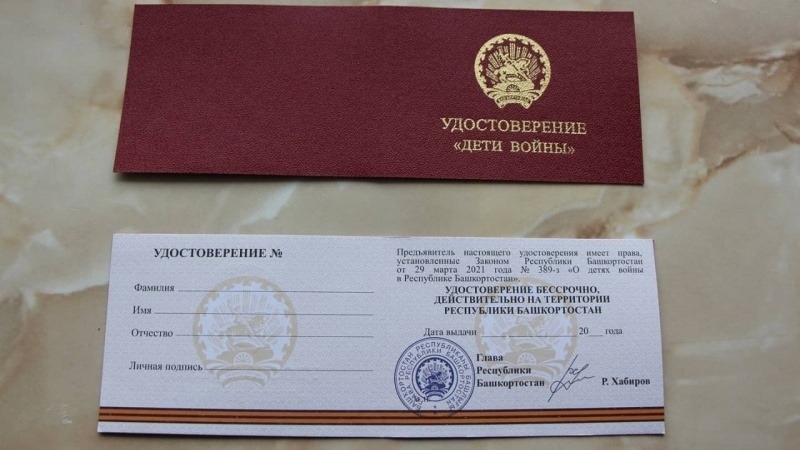 УДОСТОВЕРЕНИЕ
«ДЕТИ ВОЙНЫ»
УДОСТОВЕРЕНИЕ №
Фамилия
Имя
Отчество
Личная подпись
Предъявитель настоящего удостоверения имеет права,
установленные Законом Республики Башкортостан
от 29 марта 2021 года № 389-з «О детях войны
в Республике Башкортостан».
УДОСТОВЕРЕНИЕ БЕССРОЧНО,
ДЕЙСТВИТЕЛЬНО НА ТЕРРИТОРИИ
РЕСПУБЛИКИ БАШКОРТОСТАН
Дата выдачи 20 года
Глава
Республики
Башкортостан
Р. Хабиров